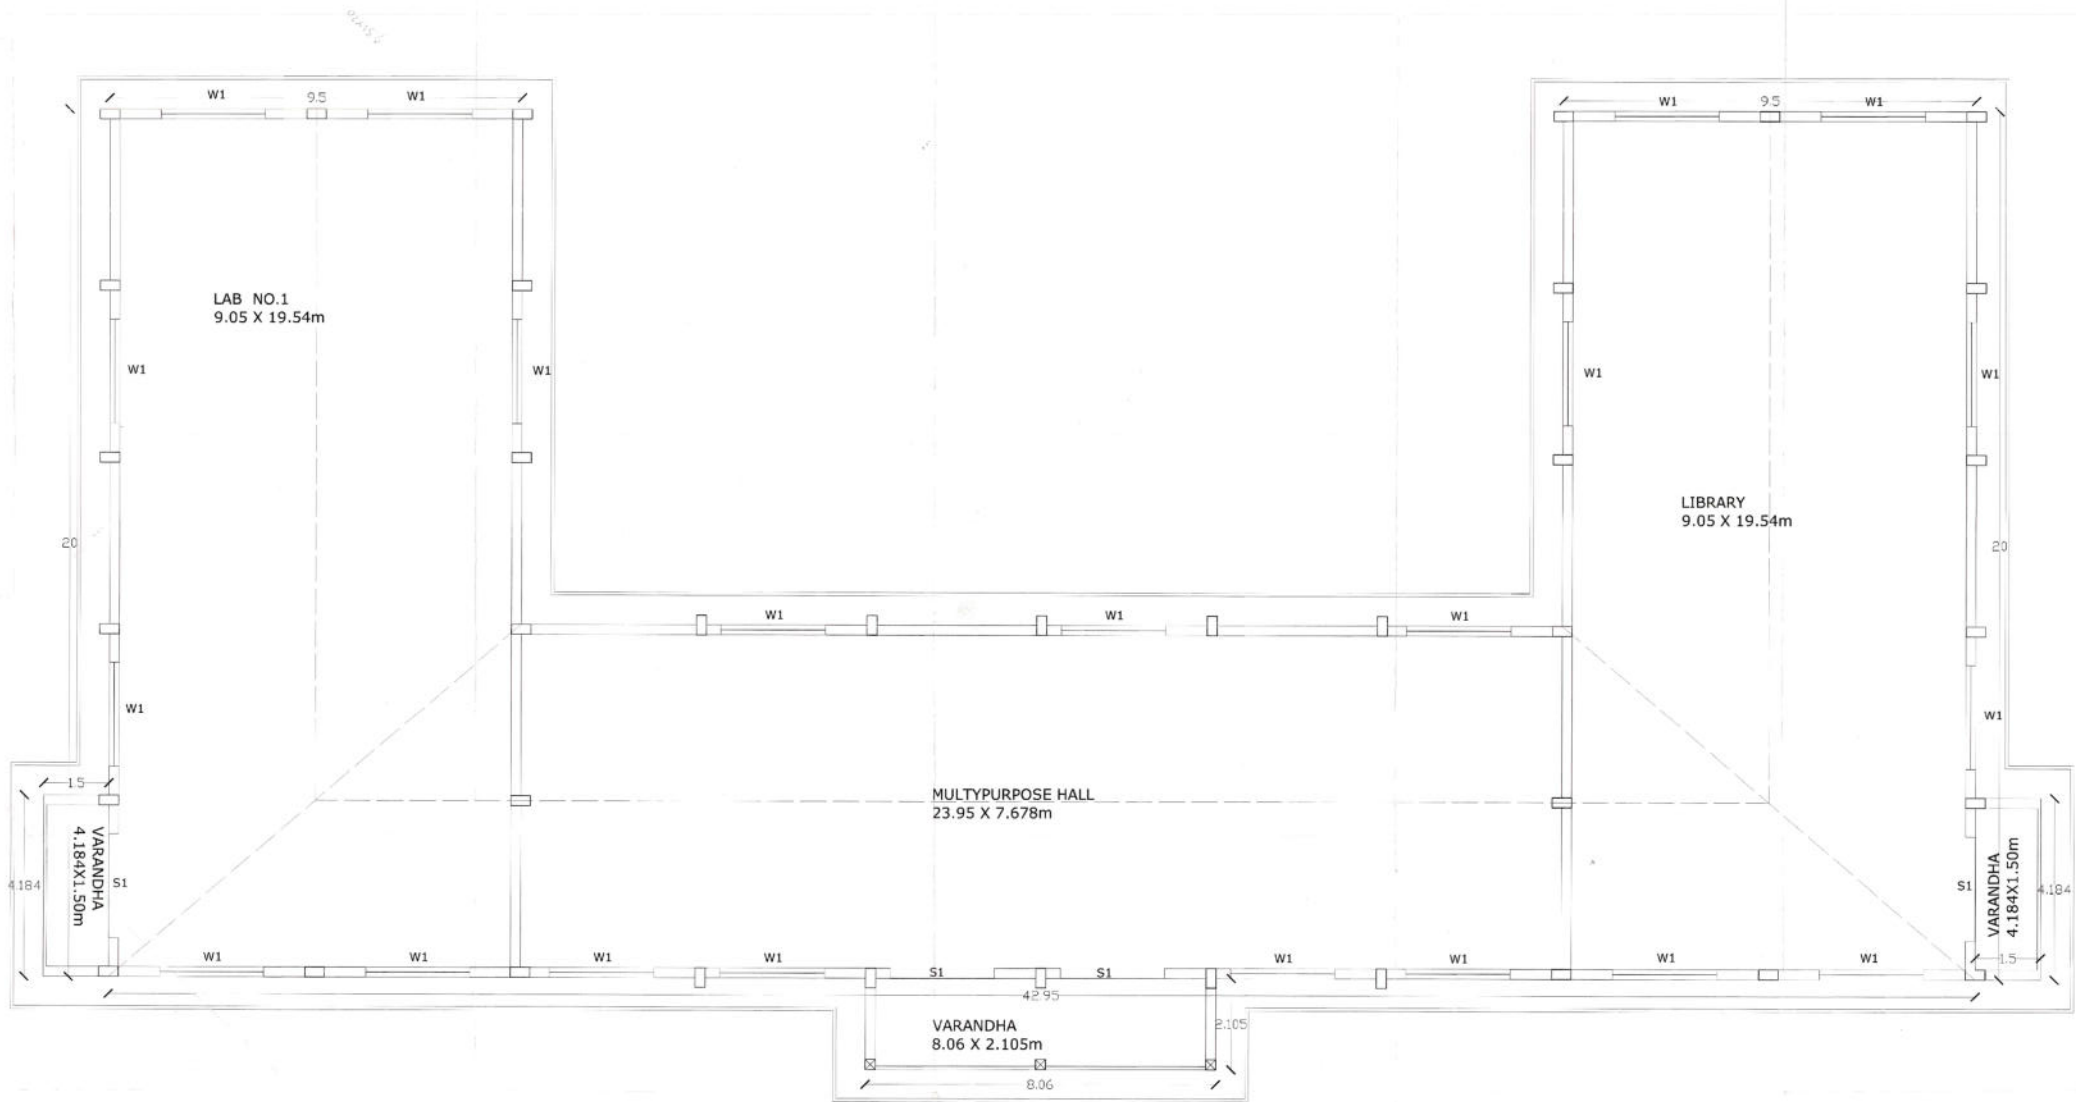 W1
9.5
W1
W1
9.5
W1
LAB NO.1
9.05 X 19.54m
W1
W1
W1
W1
LIBRARY
9.05 X 19.54m
20
20
W1
W1
W1
W1
W1
1.5
MULTYPURPOSE HALL
23.95 X 7.678m
4.184
VARANDHA
4.184X1.50m
S1
S1
VARANDHA
4.184X1.50m
4.184
1.5
W1
W1
W1
W1
S1
S1
W1
W1
W1
W1
42.95
VARANDHA
8.06 X 2.105m
2.105
8.06